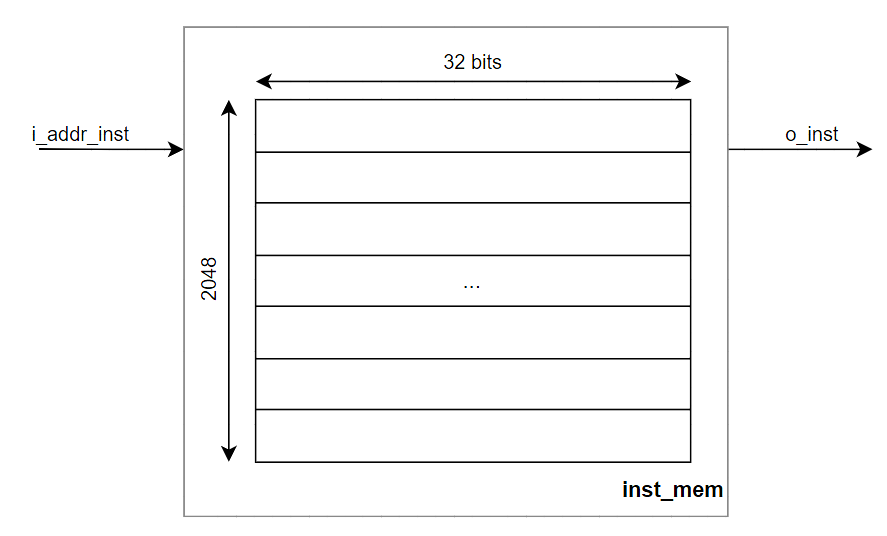 32 bits
i_addr_inst
o_inst
2048
...
inst_mem